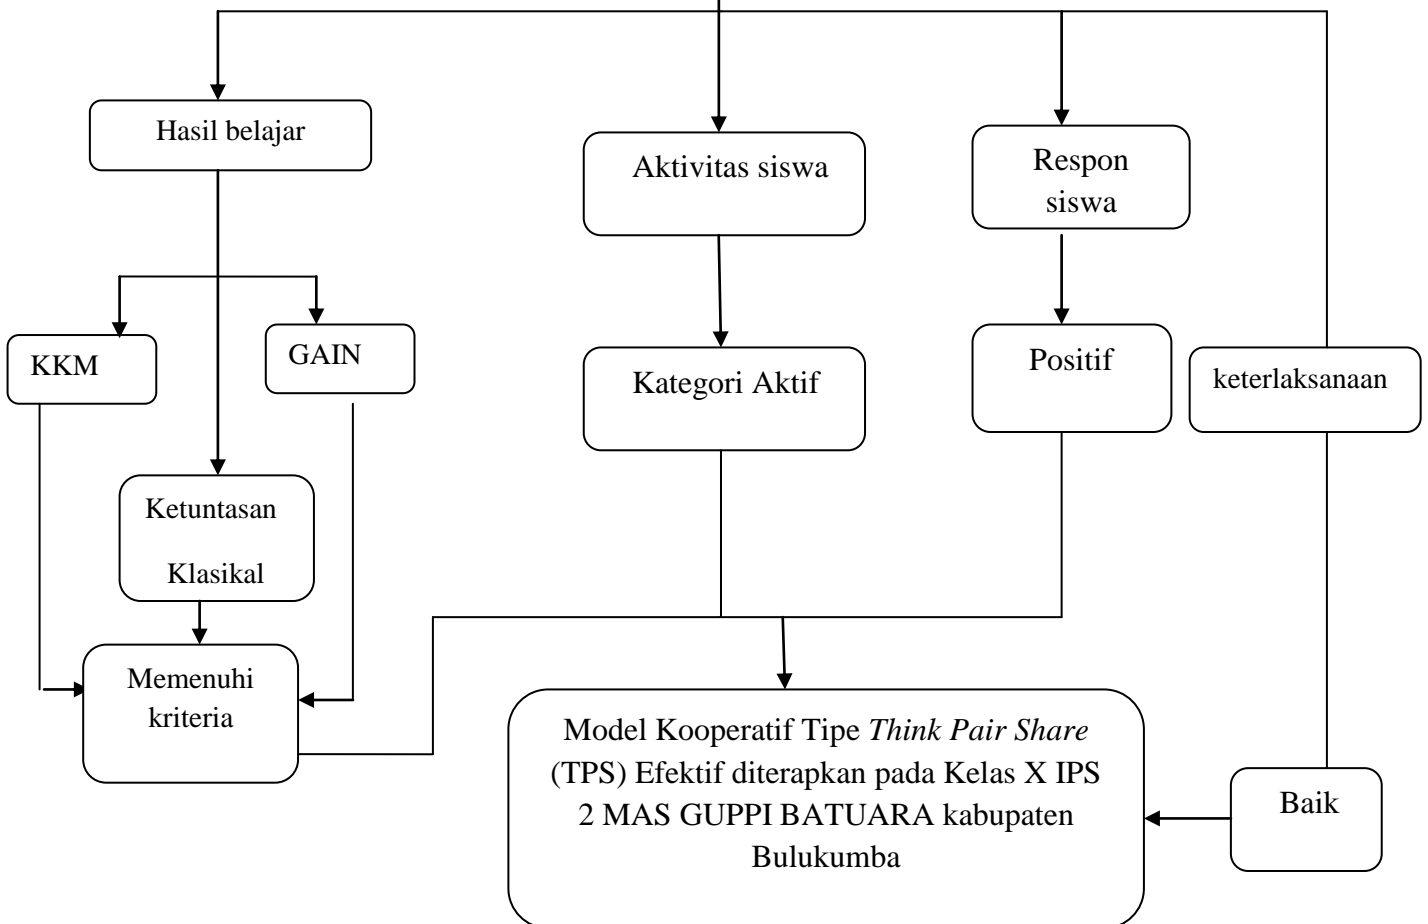 Hasil belajar
Aktivitas siswa
Respon
siswa
KKM
GAIN
Kategori Aktif
Positif
keterlaksanaan
Ketuntasan
Klasikal
Memenuhi
kriteria
Model Kooperatif Tipe Think Pair Share
(TPS) Efektif diterapkan pada Kelas X IPS
2 MAS GUPPI BATUARA kabupaten
Bulukumba
Baik